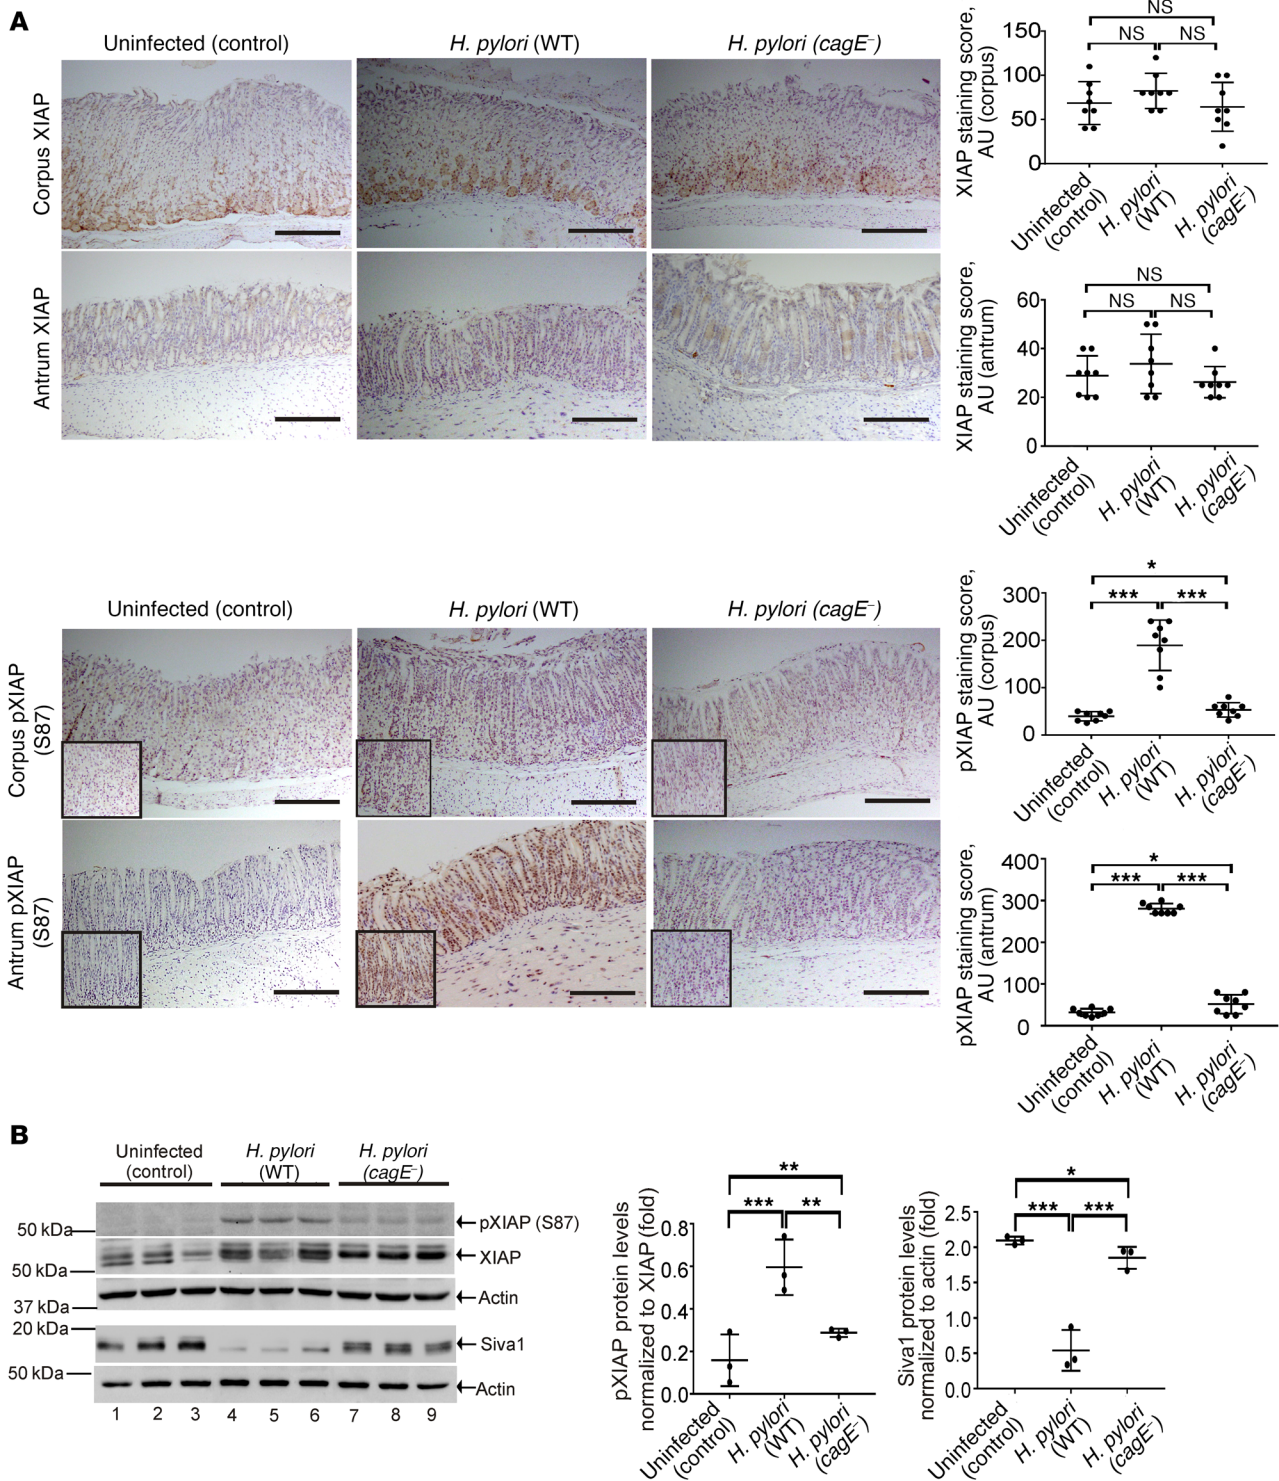 A
Uninfected (control)
H. pylori (WT)
H. pylori (cagE–)
Corpus XIAP
Antrum XIAP
XIAP staining score,
AU (corpus)
150
100
50
0
NS
NS
NS
Uninfected
(control)
H. pylori
(WT)
H. pylori
(cagE–)
XIAP staining score,
AU (antrum)
60
40
20
0
NS
NS
NS
Uninfected
(control)
H. pylori
(WT)
H. pylori
(cagE–)
Uninfected (control)
H. pylori (WT)
H. pylori (cagE–)
Corpus pXIAP
(S87)
Antrum pXIAP
(S87)
pXIAP staining score,
AU (corpus)
300
200
100
0
*
***
***
Uninfected
(control)
H. pylori
(WT)
H. pylori
(cagE–)
pXIAP staining score,
AU (antrum)
400
300
200
100
0
*
***
***
Uninfected
(control)
H. pylori
(WT)
H. pylori
(cagE–)
B
Uninfected
(control)
H. pylori
(WT)
H. pylori
(cagE–)
50 kDa
pXIAP (S87)
XIAP
50 kDa
Actin
37 kDa
20 kDa
Siva1
50 kDa
Actin
1 2 3 4 5 6 7 8 9
pXIAP protein levels
normalized to XIAP (fold)
0.8
0.6
0.4
0.2
0.0
**
***
**
Uninfected
(control)
H. pylori
(WT)
H. pylori
(cagE–)
Siva1 protein levels
normalized to actin (fold)
2.5
2.0
1.5
1.0
0.5
0.0
*
***
***
Uninfected
(control)
H. pylori
(WT)
H. pylori
(cagE–)